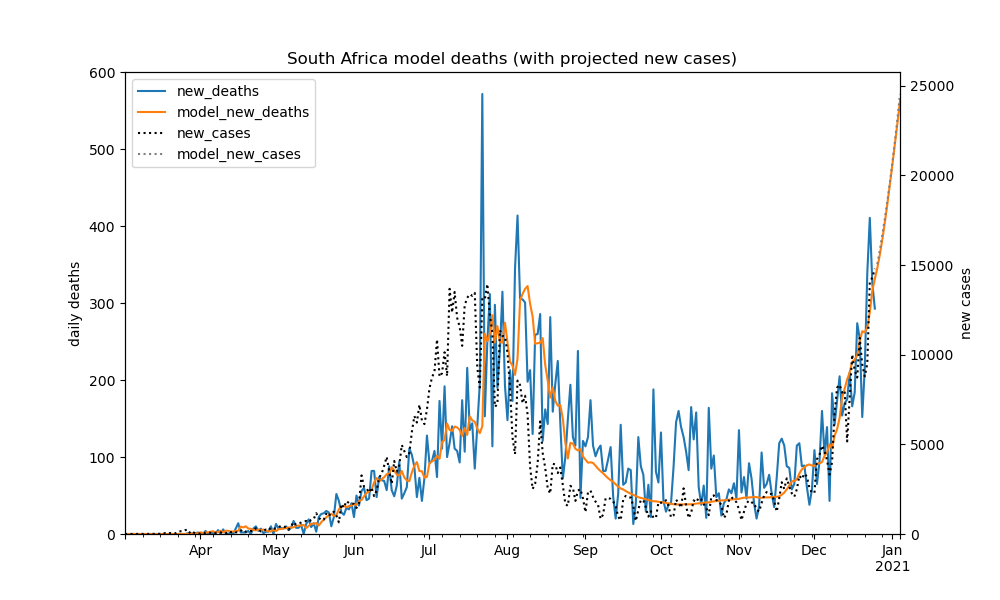 South Africa model deaths (with projected new cases)
new_deaths
model_new_deaths
new_cases
model_new_cases
daily deaths
600
500
400
300
200
100
0
new cases
25000
20000
15000
10000
5000
0
Apr May Jun Jul Aug Sep Oct Nov Dec Jan
2021